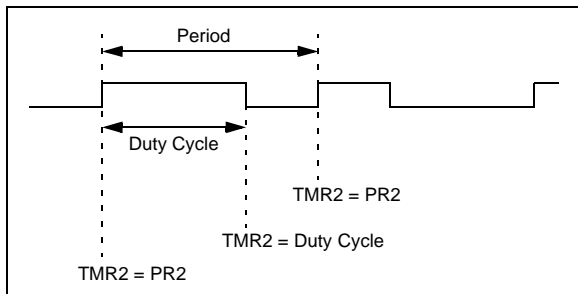 Period
Duty Cycle
TMR2 = PR2
TMR2 = Duty Cycle
TMR2 = PR2